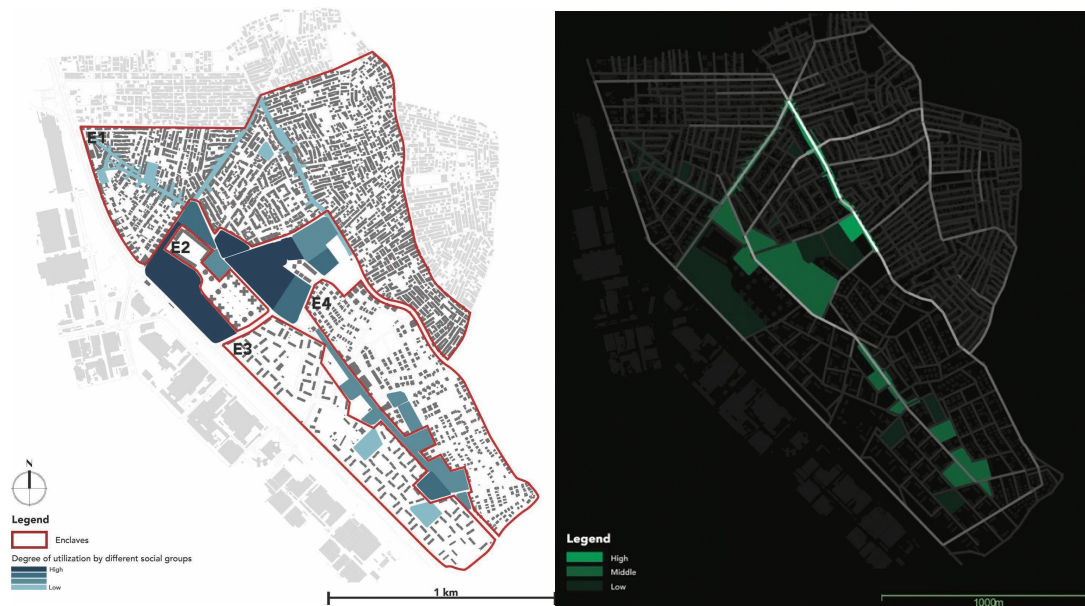 E1
E2
E4
E3
N
Legend
Enclaves
Degree of utilization by different social groups
High
Low
1 km
Legend
High
Middle
Low
1000m